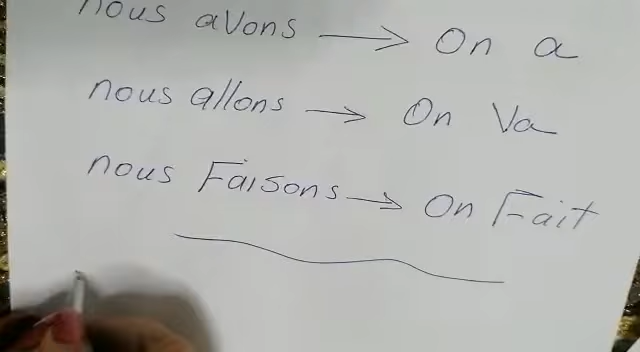 nous avons → On a
nous allons → On Va
nous Faisons → On Fait